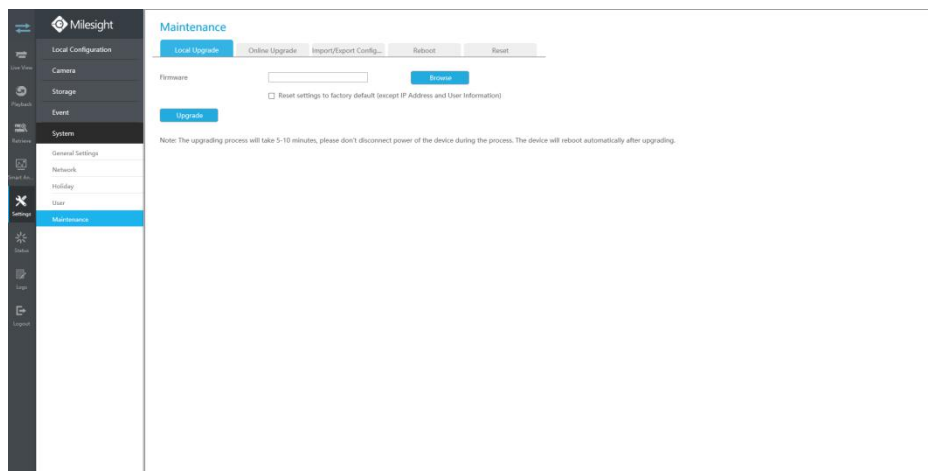 Milesight
Live View
Playback
Retrieve
Smart An...
Settings
Status
Logs
Logout
Local Configuration
Camera
Storage
Event
System
General Settings
Network
Holiday
User
Maintenance
Maintenance
Local Upgrade Online Upgrade Import/Export Config... Reboot Reset
Firmware Browse
Reset settings to factory default (except IP Address and User Information)
Upgrade
Note: The upgrading process will take 5-10 minutes, please don't disconnect power of the device during the process. The device will reboot automatically after upgrading.